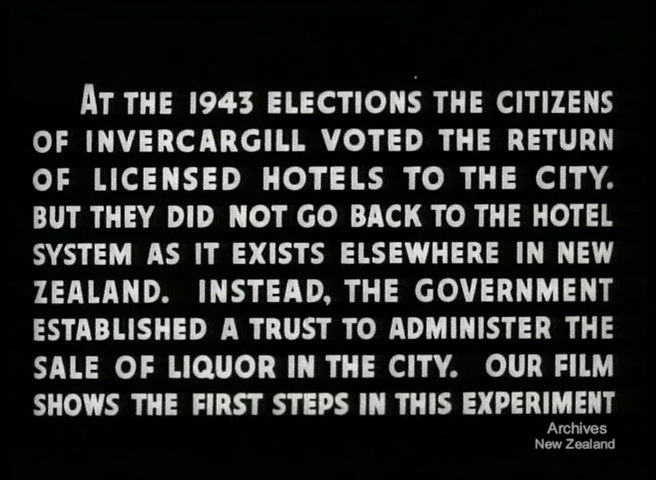 AT THE 1943 ELECTIONS THE CITIZENS
OF INVERCARGILL VOTED THE RETURN
OF LICENSED HOTELS TO THE CITY.
BUT THEY DID NOT GO BACK TO THE HOTEL
SYSTEM AS IT EXISTS ELSEWHERE IN NEW
ZEALAND. INSTEAD, THE GOVERNMENT
ESTABLISHED A TRUST TO ADMINISTER THE
SALE OF LIQUOR IN THE CITY. OUR FILM
SHOWS THE FIRST STEPS IN THIS EXPERIMENT
Archives
New Zealand